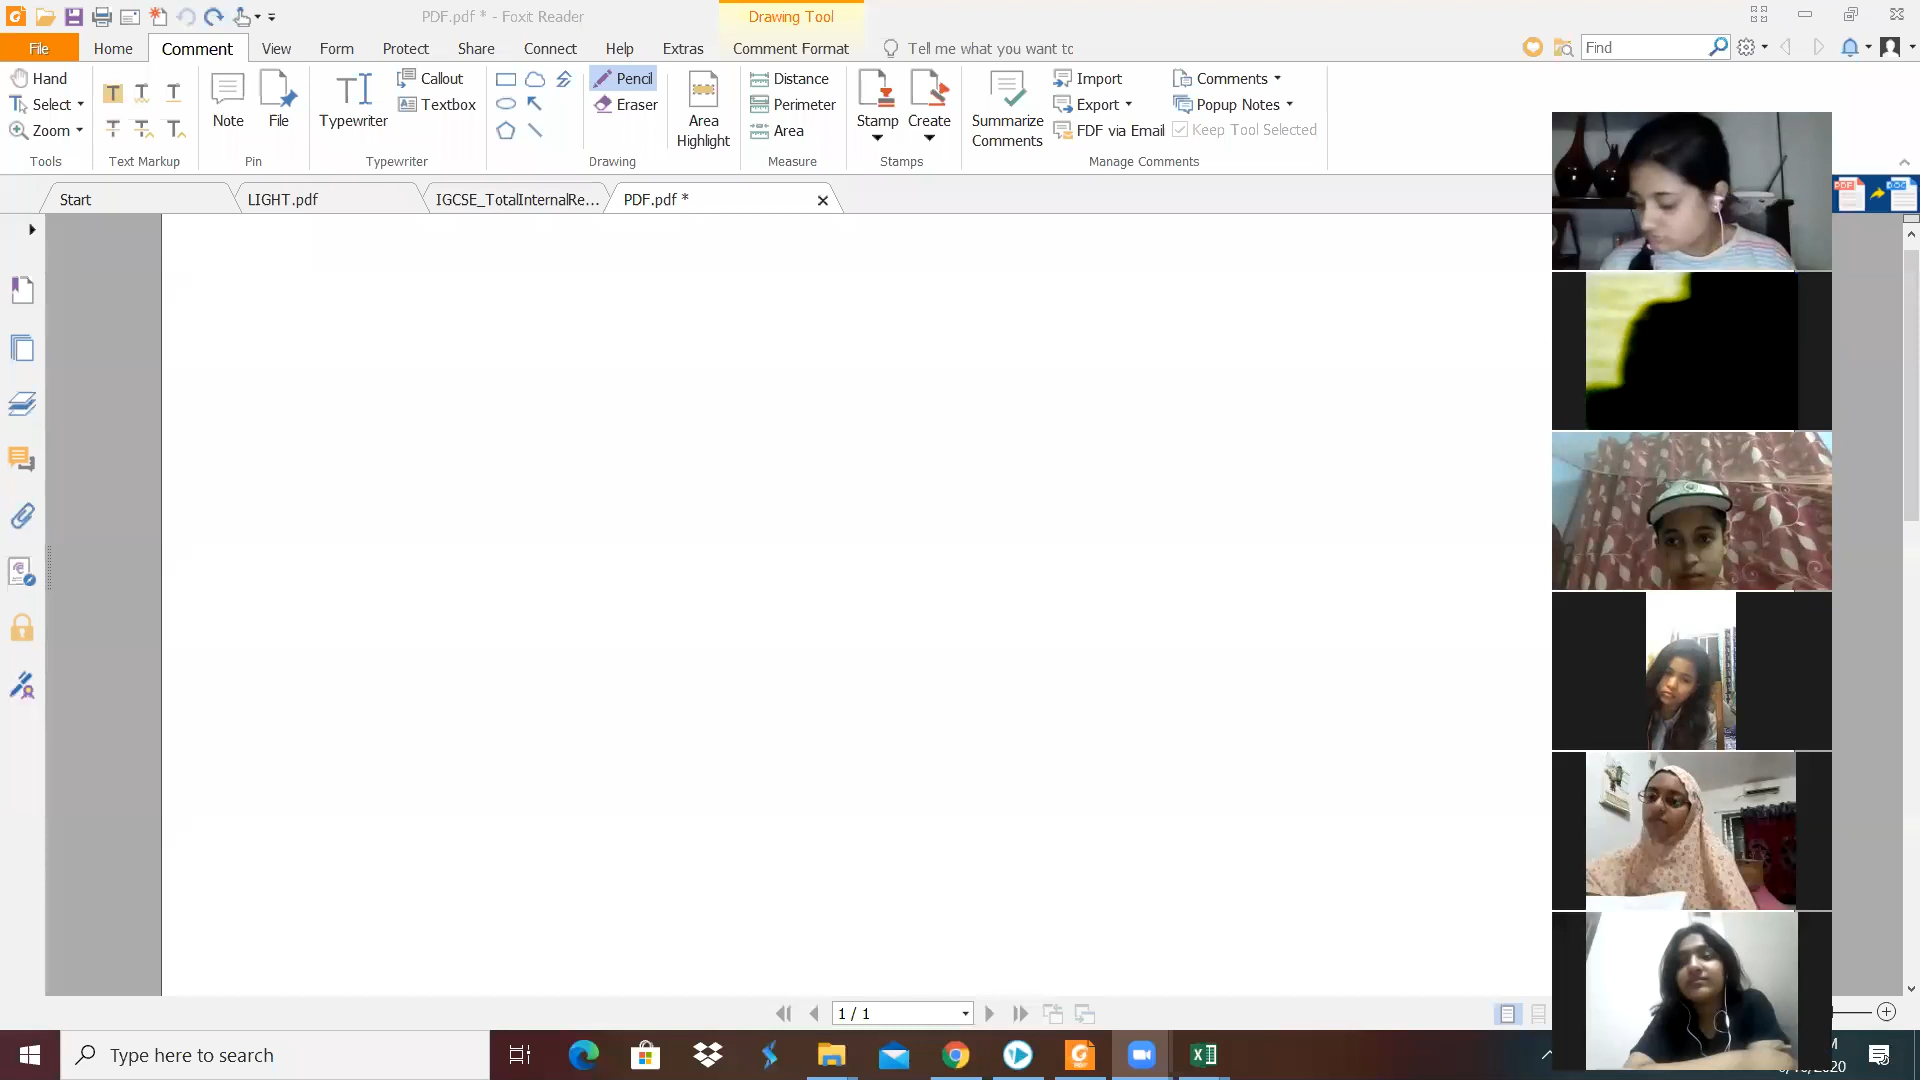 PDF.pdf * - Foxit Reader
Drawing Tool
File Home Comment View Form Protect Share Connect Help Extras Comment Format Tell me what you want to
Find
Hand
Select
Zoom
Tools
Text Markup
Note
File
Pin
Typewriter
Callout
Textbox
Typewriter
Pencil
Eraser
Drawing
Area
Highlight
Distance
Perimeter
Area
Measure
Stamp
Create
Stamps
Summarize
Comments
Import
Export
FDF via Email
Comments
Popup Notes
Keep Tool Selected
Manage Comments
Start
LIGHT.pdf
IGCSE_TotalInternalRe...
PDF.pdf *
1 / 1
Type here to search